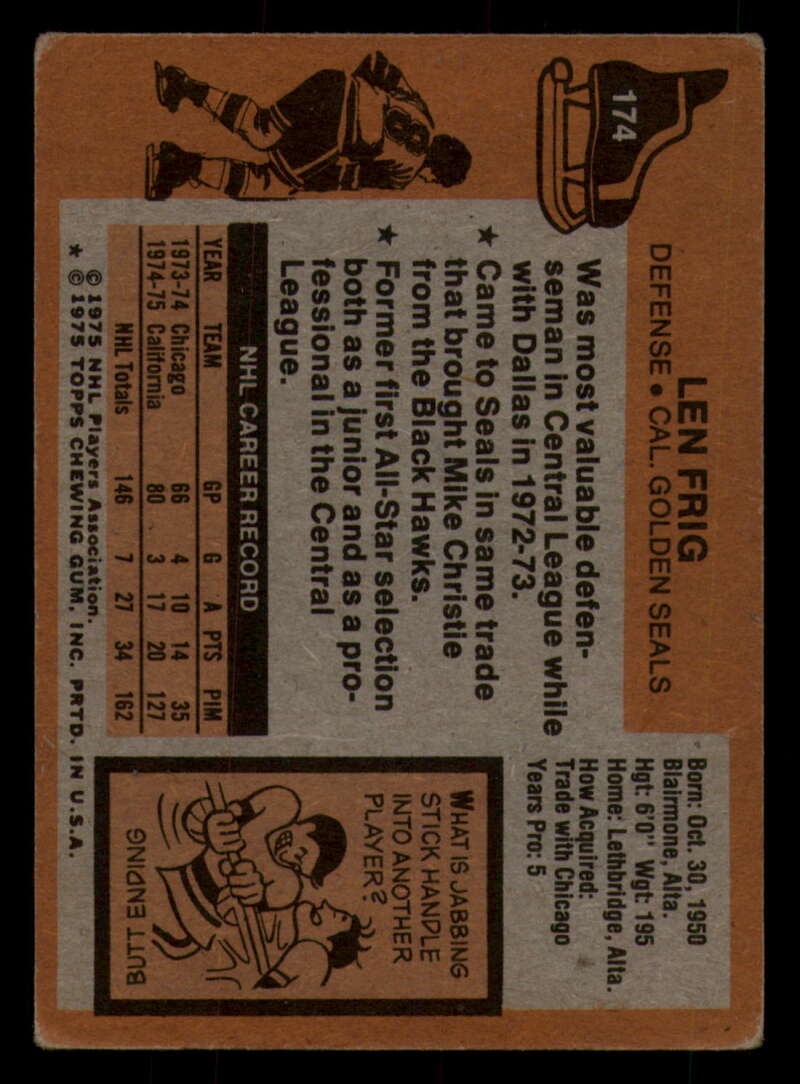 174
LEN FRIG
DEFENSE • CAL. GOLDEN SEALS
Born: Oct. 30, 1950
Blairmone, Alta.
Hgt: 6'0" Wgt: 195
Home: Lethbridge, Alta.
How Acquired:
Trade with Chicago
Years Pro: 5
Was most valuable defen-
seman in Central League while
with Dallas in 1972-73.
★ Came to Seals in same trade
that brought Mike Christie
from the Black Hawks.
★ Former first All-Star selection
both as a junior and as a pro-
fessional in the Central
League.
NHL CAREER RECORD
YEAR TEAM GP G A PTS PIM
1973-74 Chicago 66 4 10 14 35
1974-75 California 80 3 17 20 127
NHL Totals 146 7 27 34 162
© 1975 NHL Players Association.
★ © 1975 TOPPS CHEWING GUM, INC. PRTD. IN U.S.A.
WHAT IS JABBING
STICK HANDLE
INTO ANOTHER
PLAYER?
BUTT ENDING
8